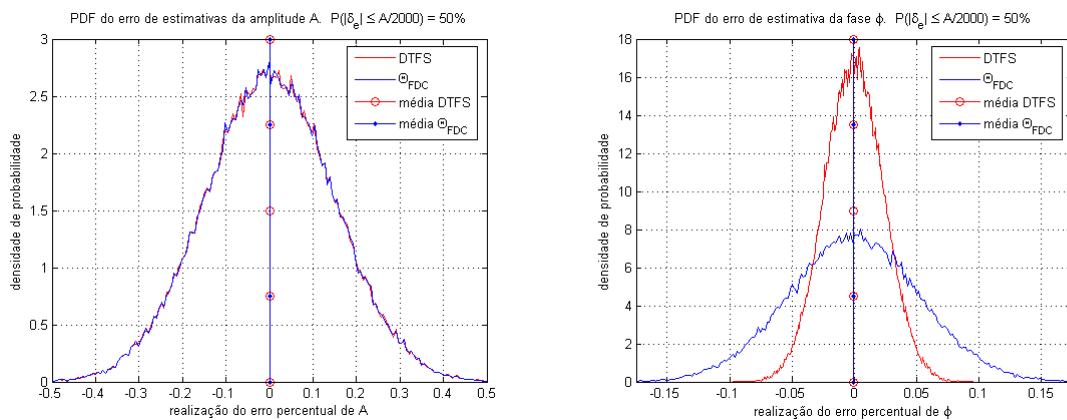 PDF do erro de estimativas da amplitude A. P(|δe| ≤ A/2000) = 50%
3
2.5
2
1.5
1
0.5
0
-0.5
-0.4
-0.3
-0.2
-0.1
0
0.1
0.2
0.3
0.4
0.5
densidade de probabilidade
realização do erro percentual de A
DTFS
ΘFDC
média DTFS
média ΘFDC
PDF do erro de estimativa da fase ϕ. P(|δe| ≤ A/2000) = 50%
18
16
14
12
10
8
6
4
2
0
-0.15
-0.1
-0.05
0
0.05
0.1
0.15
densidade de probabilidade
realização do erro percentual de ϕ
DTFS
ΘFDC
média DTFS
média ΘFDC